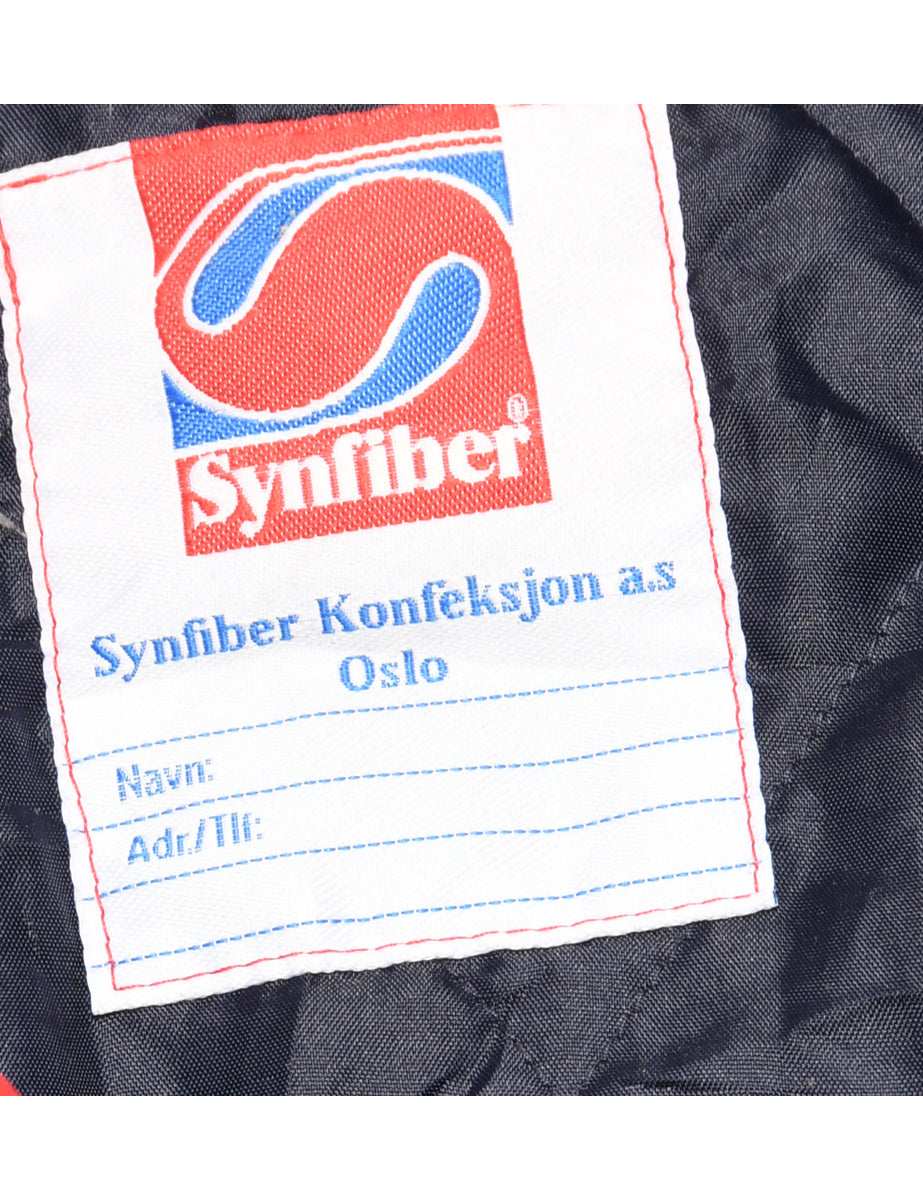 Synfiber®
Synfiber Konfeksjon a.s
Oslo
Navn:
Adr./Tlf: